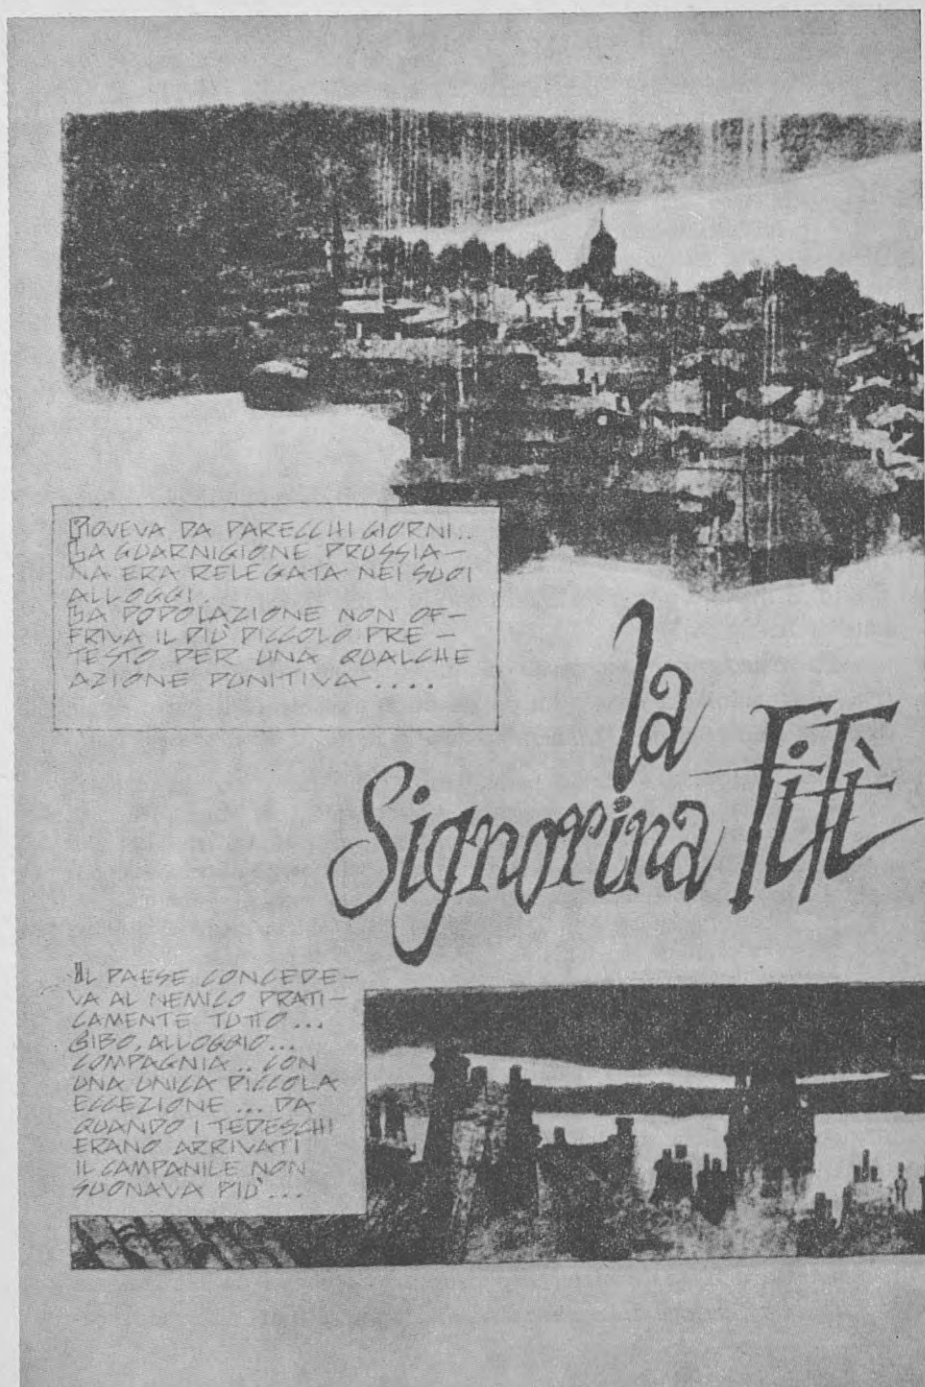 PIOVEVA DA PARECCHI GIORNI..
LA GUARNIGIONE PRUSSIA-
NA ERA RELEGATA NEI SUOI
ALLOGGI.
LA POPOLAZIONE NON OF-
FRIVA IL PIÙ PICCOLO PRE-
TESTO PER UNA QUALCHE
AZIONE PUNITIVA....
la
Signorina Fifì
IL PAESE CONCEDE-
VA AL NEMICO PRATI-
CAMENTE TUTTO...
CIBO, ALLOGGIO...
COMPAGNIA.. CON
UNA UNICA PICCOLA
ECCEZIONE... DA
QUANDO I TEDESCHI
ERANO ARRIVATI
IL CAMPANILE NON
SUONAVA PIÙ...